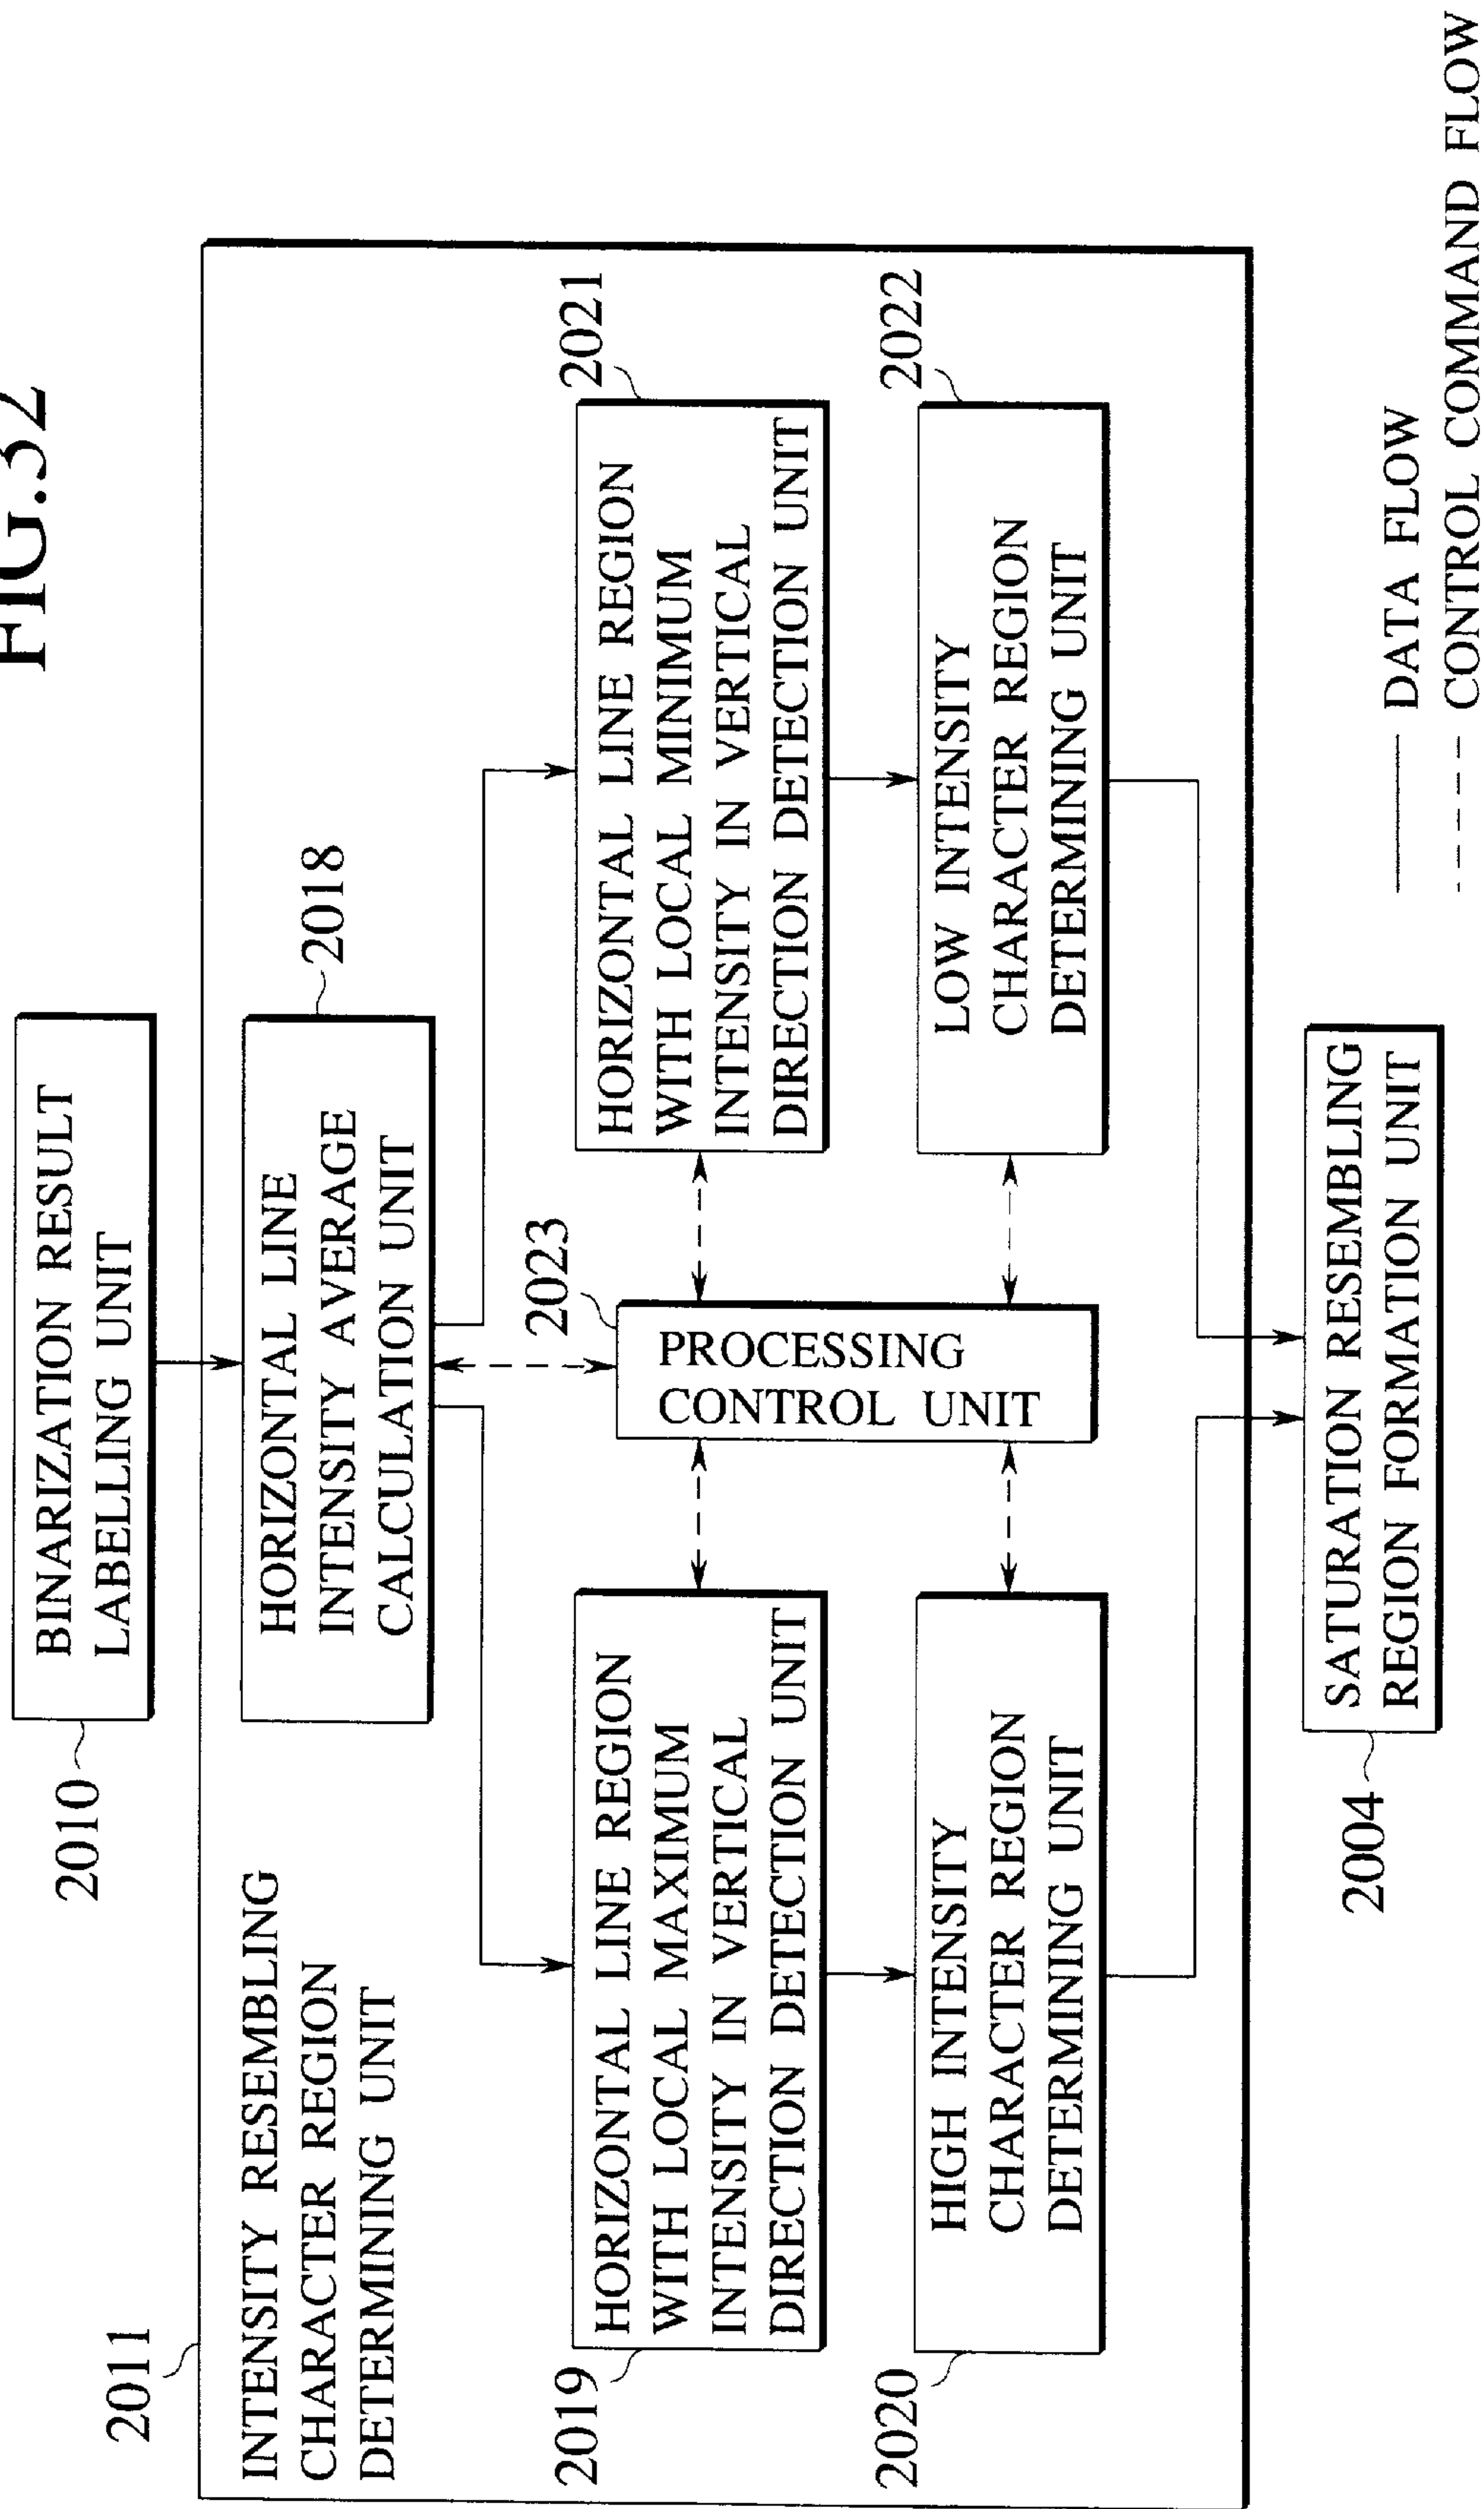 FIG.32
BINARIZATION RESULT
LABELLING UNIT
2010
2011
INTENSITY RESEMBLING
CHARACTER REGION
DETERMINING UNIT
HORIZONTAL LINE
INTENSITY AVERAGE
CALCULATION UNIT
2018
2019
HORIZONTAL LINE REGION
WITH LOCAL MAXIMUM
INTENSITY IN VERTICAL
DIRECTION DETECTION UNIT
2023
PROCESSING
CONTROL UNIT
2021
HORIZONTAL LINE REGION
WITH LOCAL MINIMUM
INTENSITY IN VERTICAL
DIRECTION DETECTION UNIT
2020
HIGH INTENSITY
CHARACTER REGION
DETERMINING UNIT
2022
LOW INTENSITY
CHARACTER REGION
DETERMINING UNIT
2004
SATURATION RESEMBLING
REGION FORMATION UNIT
DATA FLOW
CONTROL COMMAND FLOW